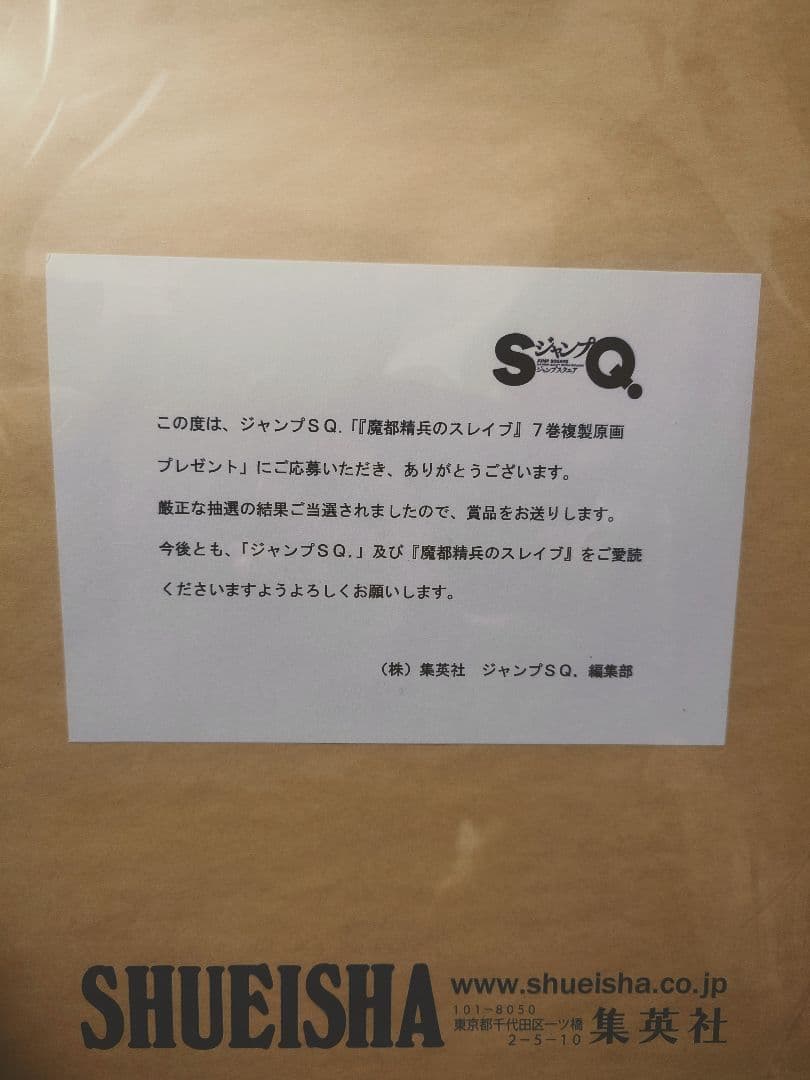 S ジャンプ Q.
JUMP SQUARE
ジャンプスクエア
この度は、ジャンプSQ.「『魔都精兵のスレイブ』7巻複製原画
プレゼント」にご応募いただき、ありがとうございます。
厳正な抽選の結果ご当選されましたので、賞品をお送りします。
今後とも、「ジャンプSQ.」及び『魔都精兵のスレイブ』をご愛読
くださいますようよろしくお願いします。
(株)集英社 ジャンプSQ. 編集部
SHUEISHA
www.shueisha.co.jp
101-8050
東京都千代田区一ツ橋
2-5-10
集英社